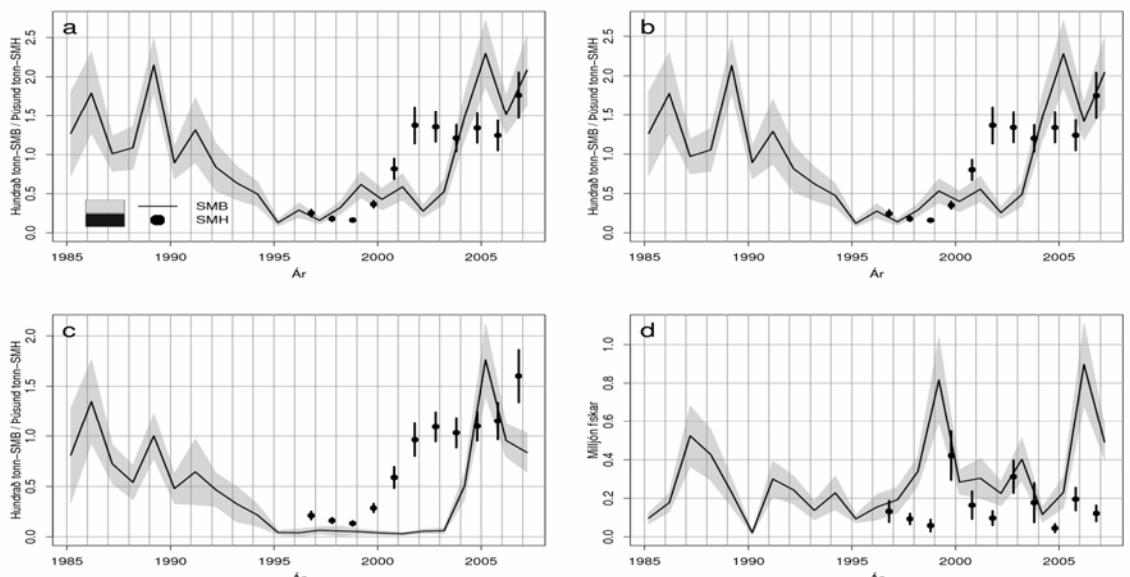 a
Hundrað tonn–SMB / Þúsund tonn–SMH
0.0 0.5 1.0 1.5 2.0 2.5
SMB
SMH
1985 1990 1995 2000 2005
Ár
b
Hundrað tonn–SMB / Þúsund tonn–SMH
0.0 0.5 1.0 1.5 2.0 2.5
1985 1990 1995 2000 2005
Ár
c
Hundrað tonn–SMB / Þúsund tonn–SMH
0.0 0.5 1.0 1.5 2.0
1985 1990 1995 2000 2005
Ár
d
Milljón fiskar
0.0 0.2 0.4 0.6 0.8 1.0
1985 1990 1995 2000 2005
Ár